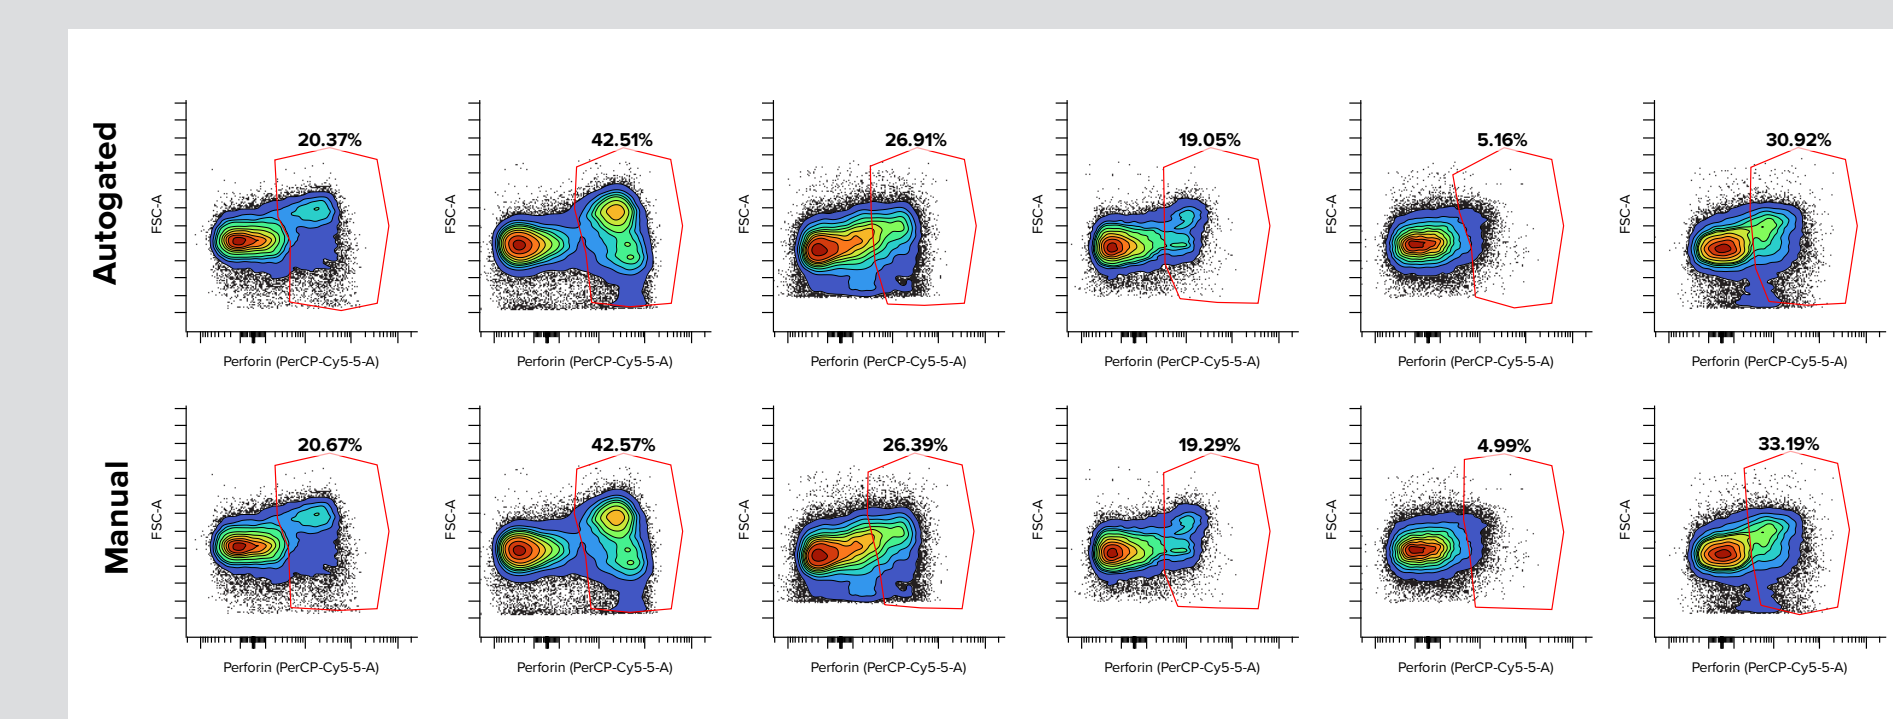 Autogated
20.37% 42.51% 26.91% 19.05% 5.16% 30.92%
FSC-A FSC-A FSC-A FSC-A FSC-A FSC-A
Perforin (PerCP-Cy5-5-A) Perforin (PerCP-Cy5-5-A) Perforin (PerCP-Cy5-5-A) Perforin (PerCP-Cy5-5-A) Perforin (PerCP-Cy5-5-A) Perforin (PerCP-Cy5-5-A)
Manual
20.67% 42.57% 26.39% 19.29% 4.99% 33.19%
FSC-A FSC-A FSC-A FSC-A FSC-A FSC-A
Perforin (PerCP-Cy5-5-A) Perforin (PerCP-Cy5-5-A) Perforin (PerCP-Cy5-5-A) Perforin (PerCP-Cy5-5-A) Perforin (PerCP-Cy5-5-A) Perforin (PerCP-Cy5-5-A)